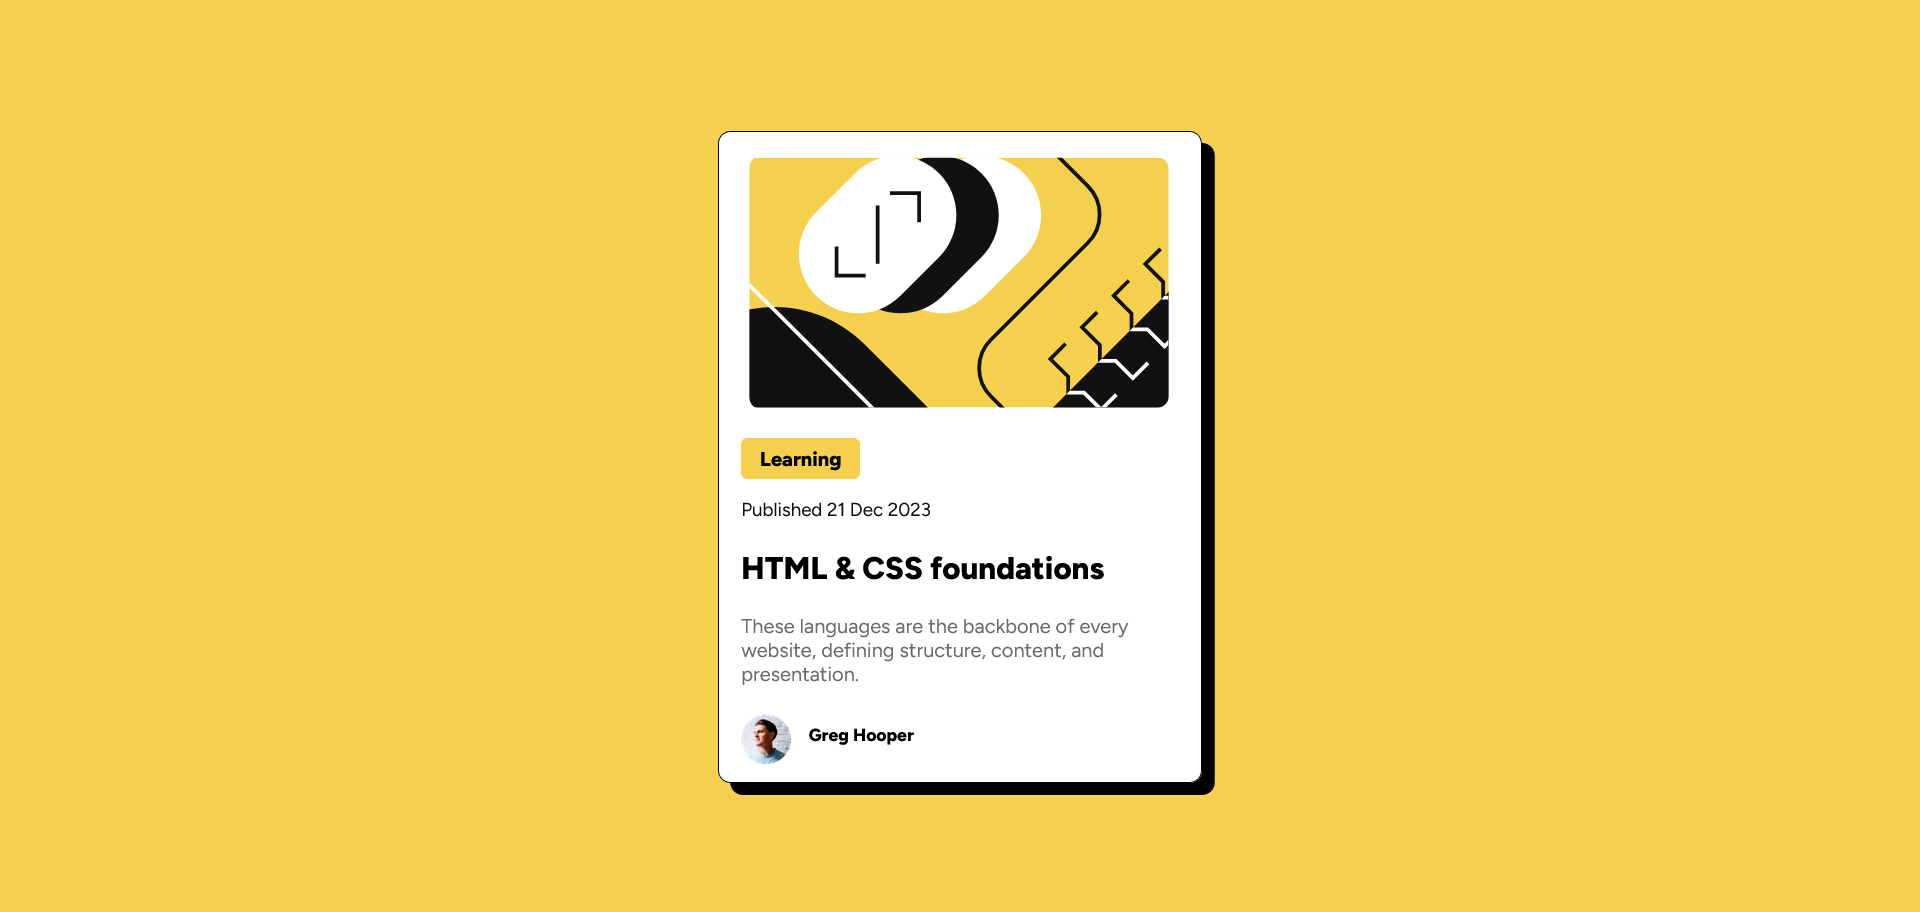 Learning
Published 21 Dec 2023
HTML & CSS foundations
These languages are the backbone of every
website, defining structure, content, and
presentation.
Greg Hooper